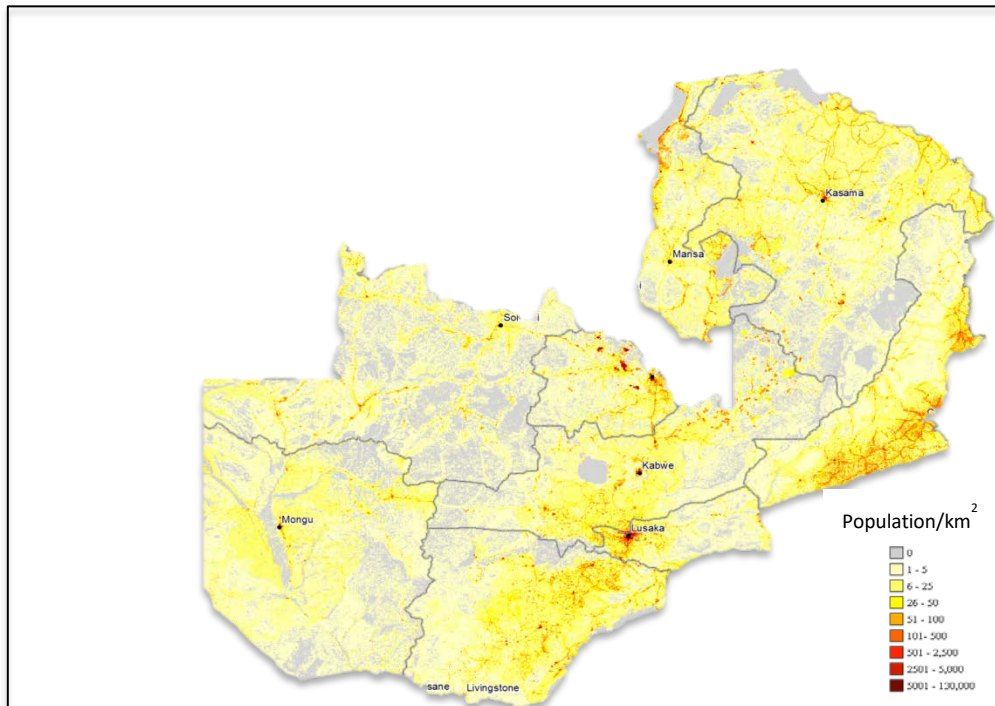 Kasama
Mansa
Kabwe
Mongu
Lusaka
sane
Livingstone
Population/km²
0
1 - 5
6 - 25
26 - 50
51 - 100
101- 500
501 - 2,500
2501 - 5,000
5001 - 130,000